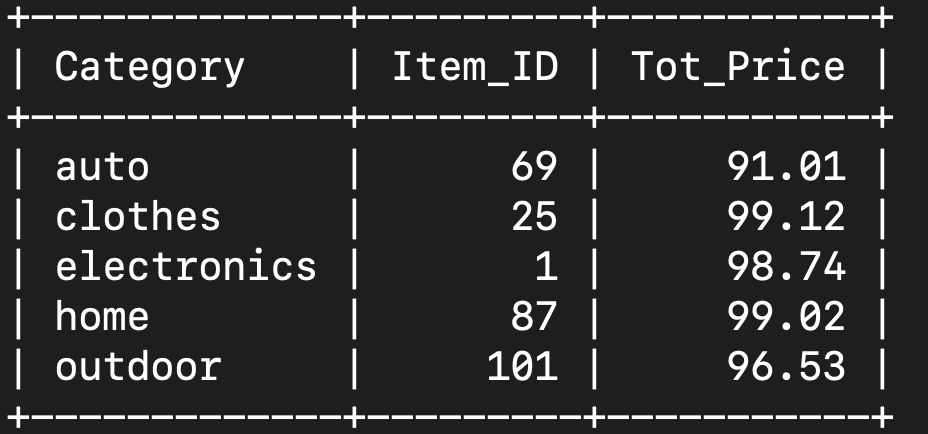 +--------------+---------+-----------+
| Category     | Item_ID | Tot_Price |
+--------------+---------+-----------+
| auto         |      69 |     91.01 |
| clothes      |      25 |     99.12 |
| electronics  |       1 |     98.74 |
| home         |      87 |     99.02 |
| outdoor      |     101 |     96.53 |
+--------------+---------+-----------+